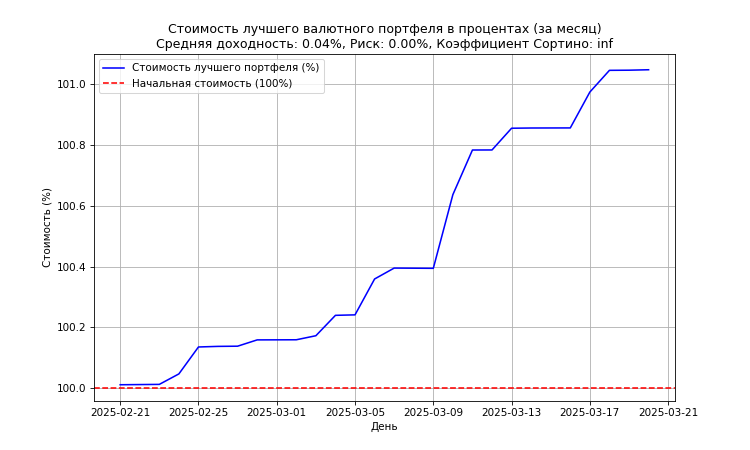 Стоимость лучшего валютного портфеля в процентах (за месяц)
Средняя доходность: 0.04%, Риск: 0.00%, Коэффициент Сортино: inf
Стоимость лучшего портфеля (%)
Начальная стоимость (100%)
Стоимость (%)
101.0
100.8
100.6
100.4
100.2
100.0
2025-02-21 2025-02-25 2025-03-01 2025-03-05 2025-03-09 2025-03-13 2025-03-17 2025-03-21
День